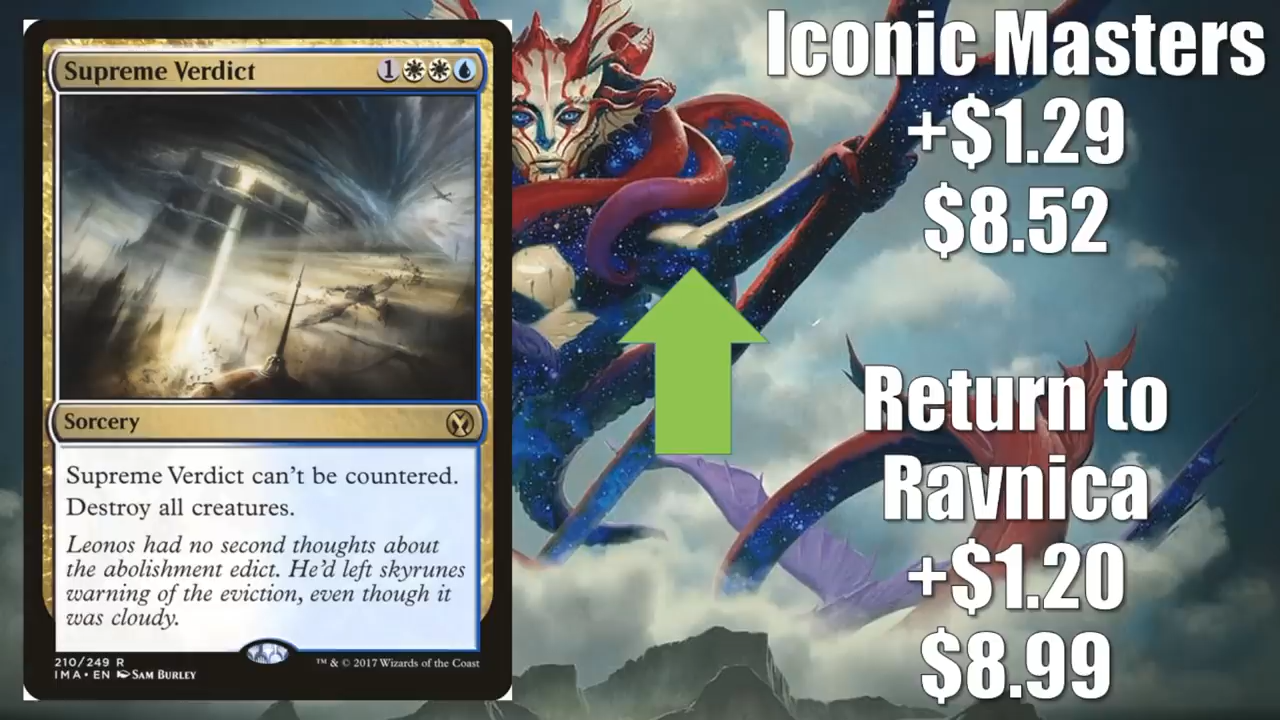 Supreme Verdict 1
Sorcery
Supreme Verdict can't be countered.
Destroy all creatures.
Leonos had no second thoughts about
the abolishment edict. He'd left skyrunes
warning of the eviction, even though it
was cloudy.
210/249 R
IMA • EN SAM BURLEY
™ & © 2017 Wizards of the Coast
Iconic Masters
+$1.29
$8.52
Return to
Ravnica
+$1.20
$8.99